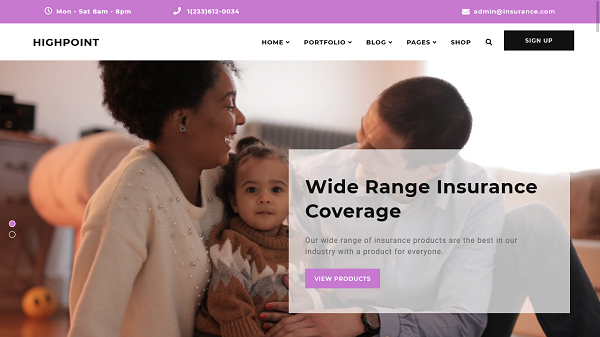 Mon - Sat 8am - 8pm
1(233)612-0034
admin@insurance.com
HIGHPOINT
HOME
PORTFOLIO
BLOG
PAGES
SHOP
SIGN UP
Wide Range Insurance
Coverage
Our wide range of insurance products are the best in our
industry with a product for everyone.
VIEW PRODUCTS